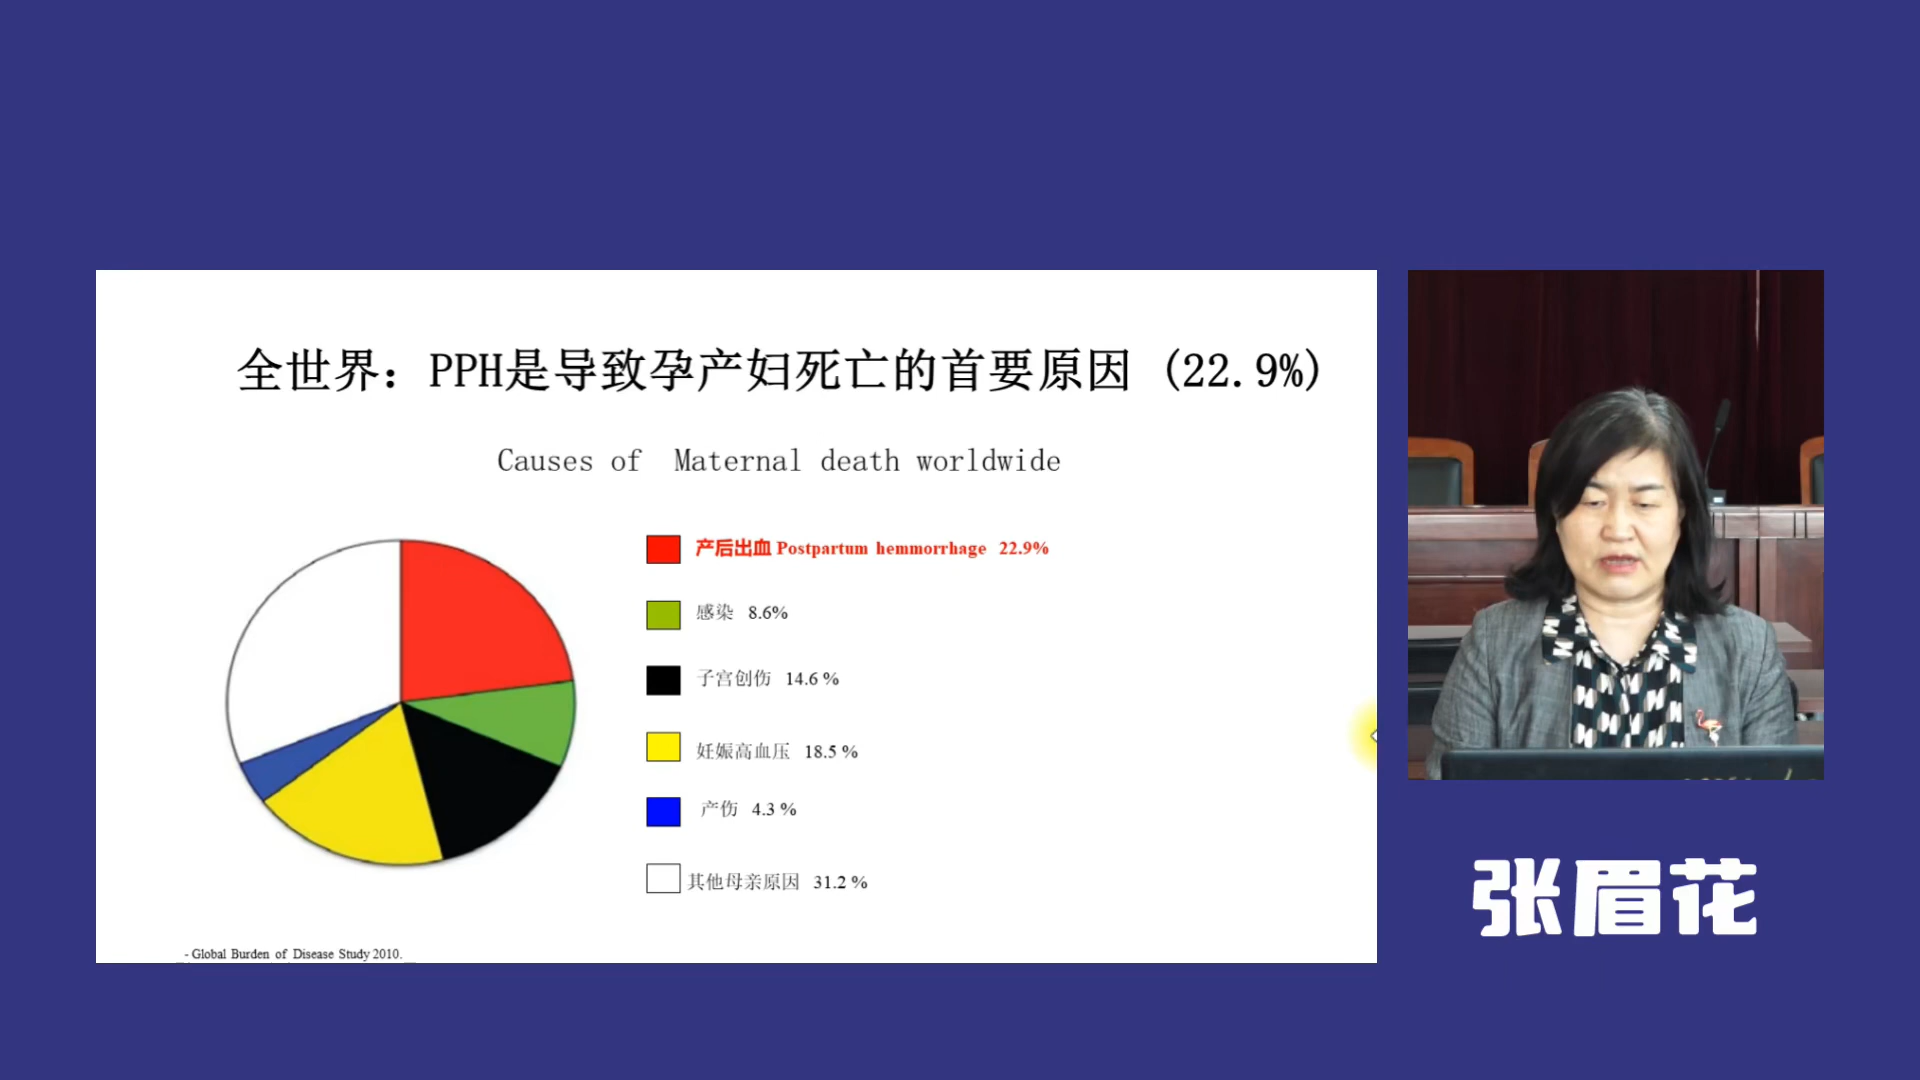 全世界：PPH是导致孕产妇死亡的首要原因 (22.9%)
Causes of Maternal death worldwide
产后出血 Postpartum hemmorrhage 22.9%
感染 8.6%
子宫创伤 14.6 %
妊娠高血压 18.5 %
产伤 4.3 %
其他母亲原因 31.2 %
- Global Burden of Disease Study 2010.
张眉花